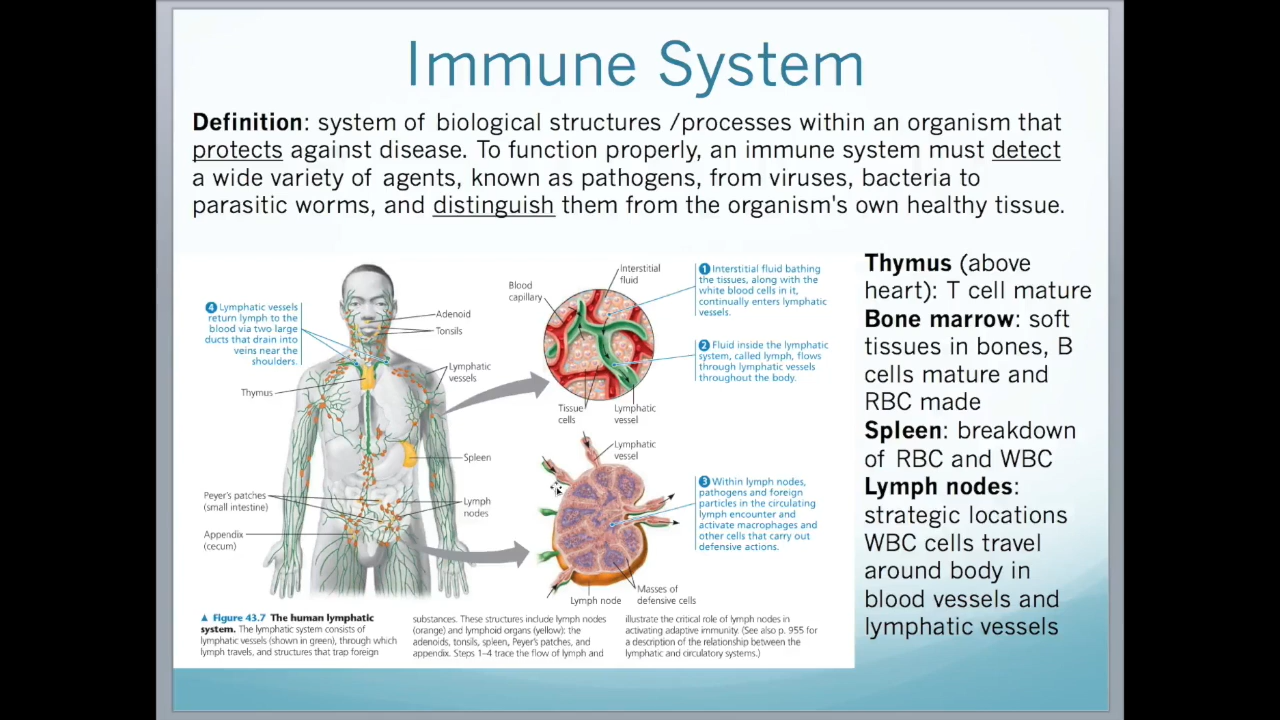 Immune System
Definition: system of biological structures /processes within an organism that
protects against disease. To function properly, an immune system must detect
a wide variety of agents, known as pathogens, from viruses, bacteria to
parasitic worms, and distinguish them from the organism's own healthy tissue.
4 Lymphatic vessels
return lymph to the
blood via two large
ducts that drain into
veins near the
shoulders.
Adenoid
Tonsils
Lymphatic
vessels
Thymus
Spleen
Peyer's patches
(small intestine)
Lymph
nodes
Appendix
(cecum)
Interstitial
fluid
Blood
capillary
Tissue
cells
Lymphatic
vessel
Lymphatic
vessel
Lymph node
Masses of
defensive cells
1 Interstitial fluid bathing
the tissues, along with the
white blood cells in it,
continually enters lymphatic
vessels.
2 Fluid inside the lymphatic
system, called lymph, flows
through lymphatic vessels
throughout the body.
3 Within lymph nodes,
pathogens and foreign
particles in the circulating
lymph encounter and
activate macrophages and
other cells that carry out
defensive actions.
▲ Figure 43.7 The human lymphatic
system. The lymphatic system consists of
lymphatic vessels (shown in green), through which
lymph travels, and structures that trap foreign
substances. These structures include lymph nodes
(orange) and lymphoid organs (yellow): the
adenoids, tonsils, spleen, Peyer's patches, and
appendix. Steps 1–4 trace the flow of lymph and
illustrate the critical role of lymph nodes in
activating adaptive immunity. (See also p. 955 for
a description of the relationship between the
lymphatic and circulatory systems.)
Thymus (above
heart): T cell mature
Bone marrow: soft
tissues in bones, B
cells mature and
RBC made
Spleen: breakdown
of RBC and WBC
Lymph nodes:
strategic locations
WBC cells travel
around body in
blood vessels and
lymphatic vessels